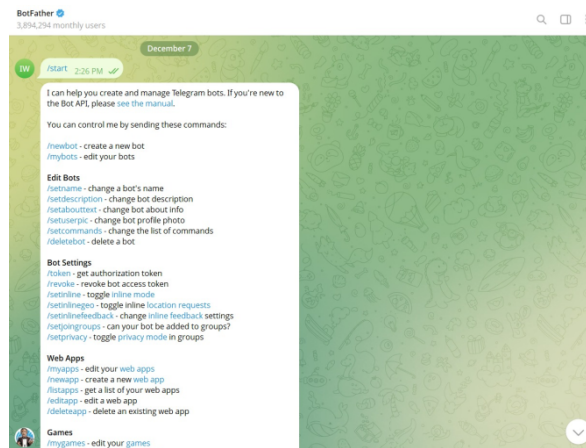 BotFather
3,894,294 monthly users
December 7
IW
/start 2:26 PM
I can help you create and manage Telegram bots. If you're new to
the Bot API, please see the manual.
You can control me by sending these commands:
/newbot - create a new bot
/mybots - edit your bots
Edit Bots
/setname - change a bot's name
/setdescription - change bot description
/setabouttext - change bot about info
/setuserpic - change bot profile photo
/setcommands - change the list of commands
/deletebot - delete a bot
Bot Settings
/token - get authorization token
/revoke - revoke bot access token
/setinline - toggle inline mode
/setinlinegeo - toggle inline location requests
/setinlinefeedback - change inline feedback settings
/setjoingroups - can your bot be added to groups?
/setprivacy - toggle privacy mode in groups
Web Apps
/myapps - edit your web apps
/newapp - create a new web app
/listapps - get a list of your web apps
/editapp - edit a web app
/deleteapp - delete an existing web app
Games
/mygames - edit your games